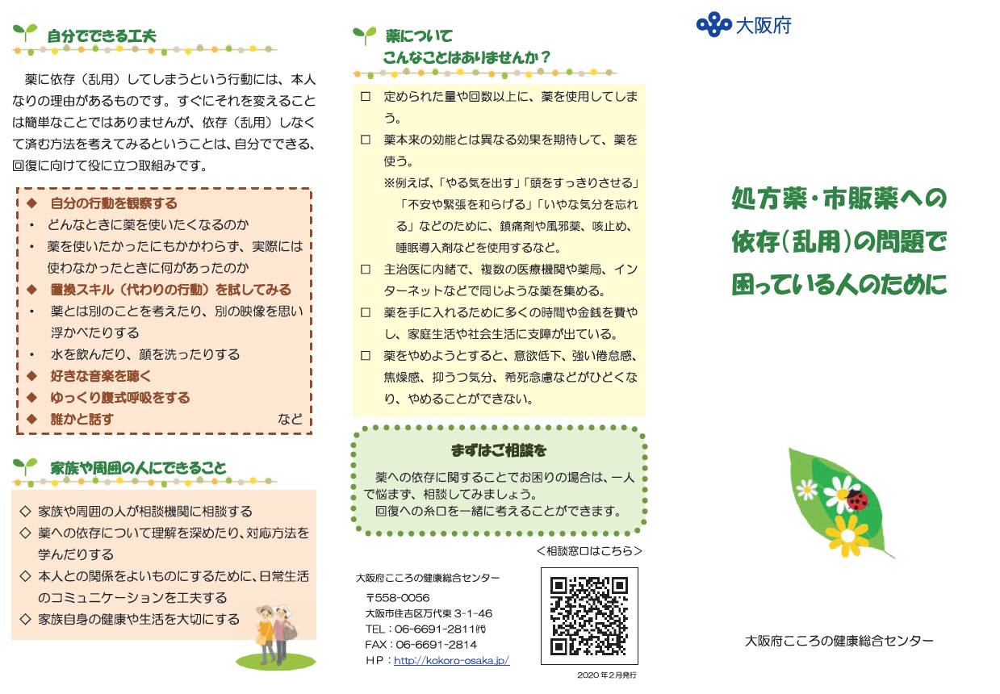 自分でできる工夫
薬に依存（乱用）してしまうという行動には、本人
なりの理由があるものです。すぐにそれを変えること
は簡単なことではありませんが、依存（乱用）しなく
て済む方法を考えてみるということは、自分でできる、
回復に向けて役に立つ取組みです。
◆ 自分の行動を観察する
・ どんなときに薬を使いたくなるのか
・ 薬を使いたかったにもかかわらず、実際には
使わなかったときに何があったのか
◆ 置換スキル（代わりの行動）を試してみる
・ 薬とは別のことを考えたり、別の映像を思い
浮かべたりする
・ 水を飲んだり、顔を洗ったりする
◆ 好きな音楽を聴く
◆ ゆっくり腹式呼吸をする
◆ 誰かと話す など
家族や周囲の人にできること
◇ 家族や周囲の人が相談機関に相談する
◇ 薬への依存について理解を深めたり、対応方法を
学んだりする
◇ 本人との関係をよいものにするために、日常生活
のコミュニケーションを工夫する
◇ 家族自身の健康や生活を大切にする
薬について
こんなことはありませんか？
□ 定められた量や回数以上に、薬を使用してしま
う。
□ 薬本来の効能とは異なる効果を期待して、薬を
使う。
※例えば、「やる気を出す」「頭をすっきりさせる」
「不安や緊張を和らげる」「いやな気分を忘れ
る」などのために、鎮痛剤や風邪薬、咳止め、
睡眠導入剤などを使用するなど。
□ 主治医に内緒で、複数の医療機関や薬局、イン
ターネットなどで同じような薬を集める。
□ 薬を手に入れるために多くの時間や金銭を費や
し、家庭生活や社会生活に支障が出ている。
□ 薬をやめようとすると、意欲低下、強い倦怠感、
焦燥感、抑うつ気分、希死念慮などがひどくな
り、やめることができない。
まずはご相談を
薬への依存に関することでお困りの場合は、一人
で悩まず、相談してみましょう。
回復への糸口を一緒に考えることができます。
＜相談窓口はこちら＞
大阪府こころの健康総合センター
〒558-0056
大阪市住吉区万代東 3-1-46
TEL：06-6691-2811㈹
FAX：06-6691-2814
ＨＰ：http://kokoro-osaka.jp/
2020 年２月発行
大阪府
処方薬・市販薬への
依存（乱用）の問題で
困っている人のために
大阪府こころの健康総合センター